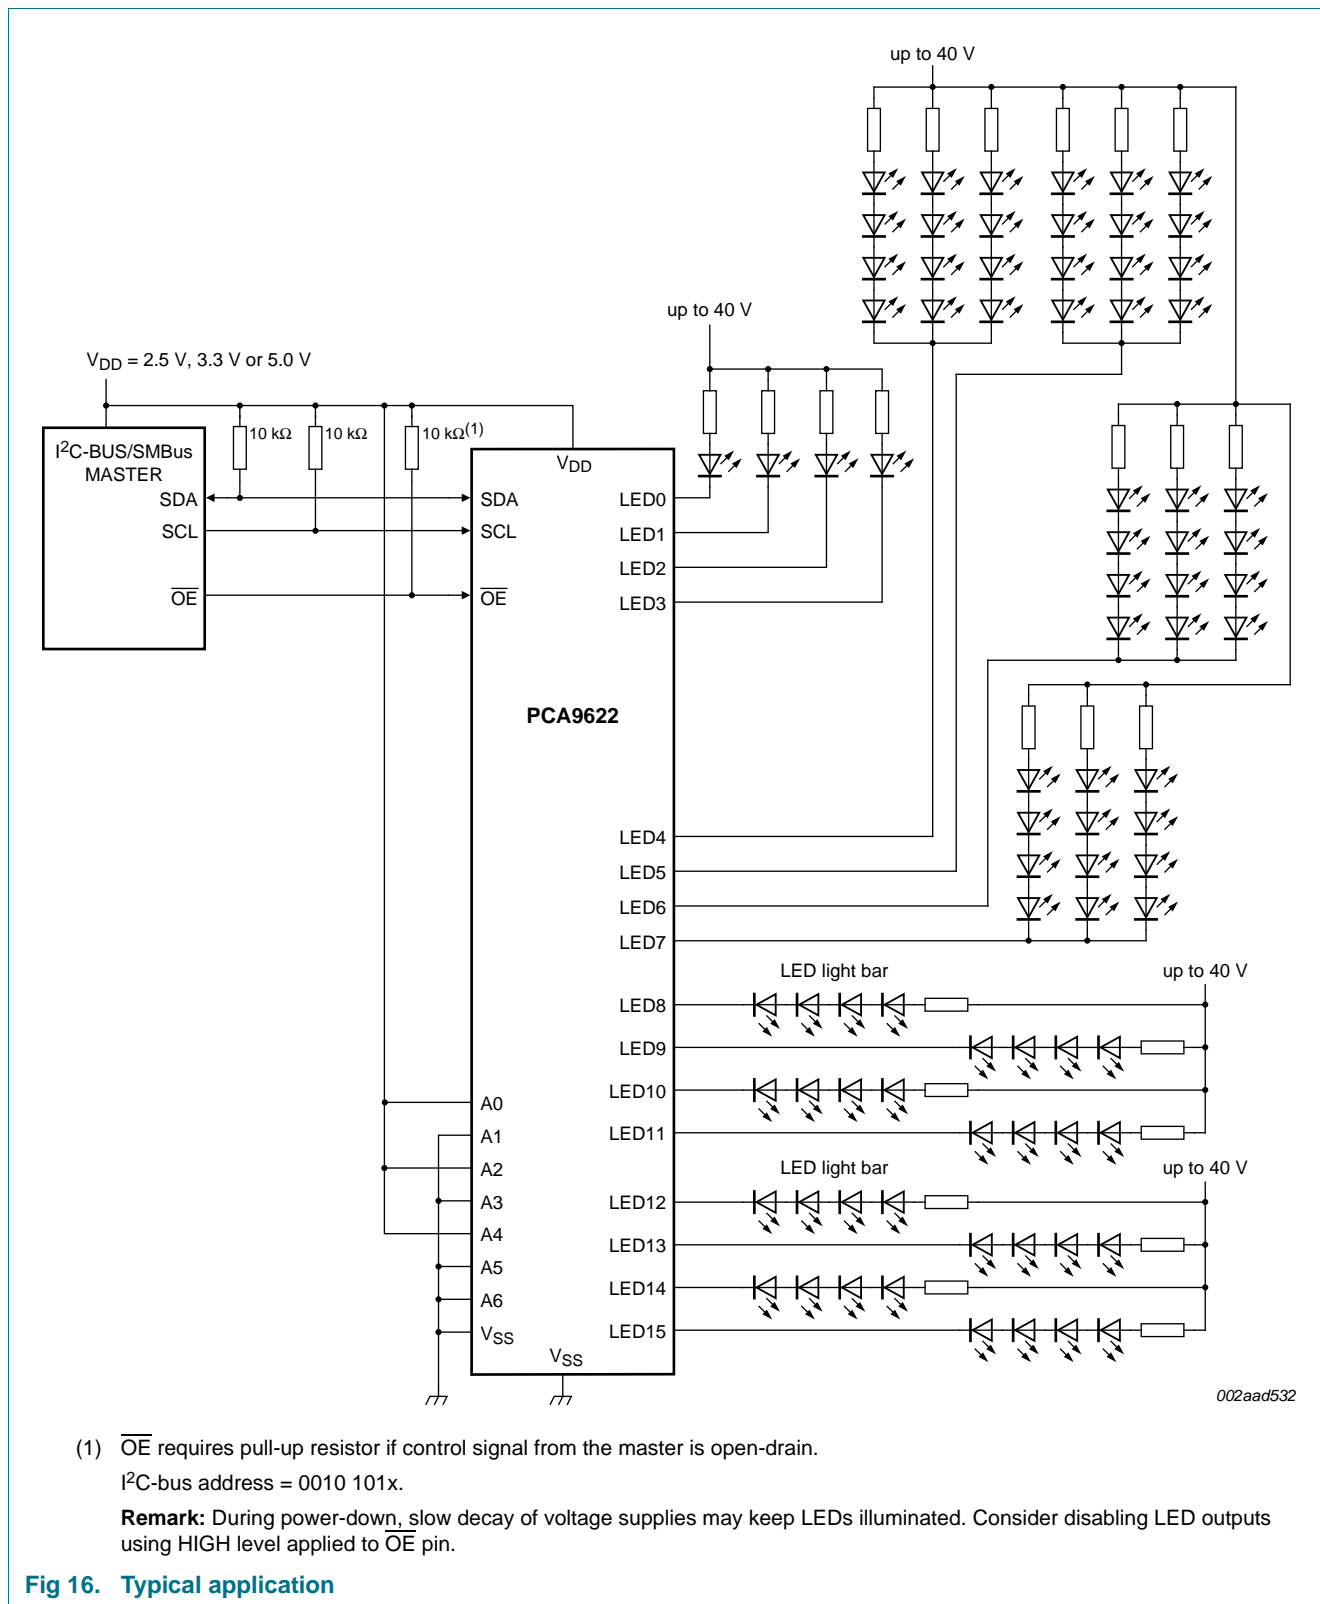 up to 40 V
up to 40 V
VDD = 2.5 V, 3.3 V or 5.0 V
10 kΩ
10 kΩ
10 kΩ(1)
I2C-BUS/SMBus
MASTER
SDA
SCL
OE
VDD
SDA
SCL
OE
LED0
LED1
LED2
LED3
PCA9622
LED4
LED5
LED6
LED7
LED light bar
up to 40 V
LED8
LED9
LED10
LED11
A0
A1
A2
A3
A4
A5
A6
VSS
VSS
LED light bar
up to 40 V
LED12
LED13
LED14
LED15
002aad532
(1) OE requires pull-up resistor if control signal from the master is open-drain.
I2C-bus address = 0010 101x.
Remark: During power-down, slow decay of voltage supplies may keep LEDs illuminated. Consider disabling LED outputs
using HIGH level applied to OE pin.
Fig 16. Typical application